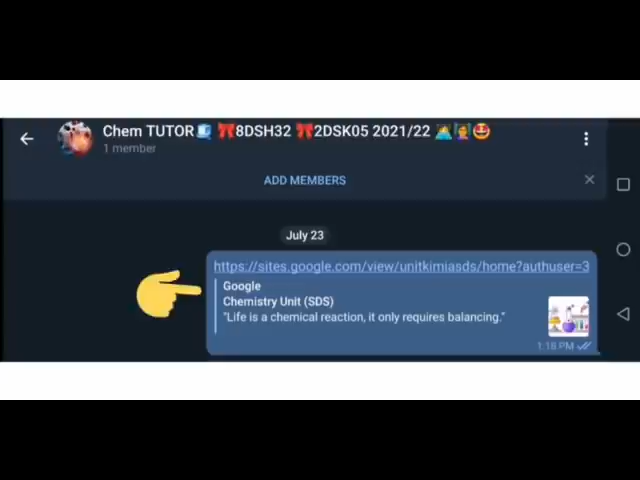 Chem TUTOR🧊 🎀8DSH32 🎀2DSK05 2021/22 👩‍💻👩‍🏫🤩
1 member
ADD MEMBERS
July 23
https://sites.google.com/view/unitkimiasds/home?authuser=3
Google
Chemistry Unit (SDS)
"Life is a chemical reaction, it only requires balancing."
1:18 PM